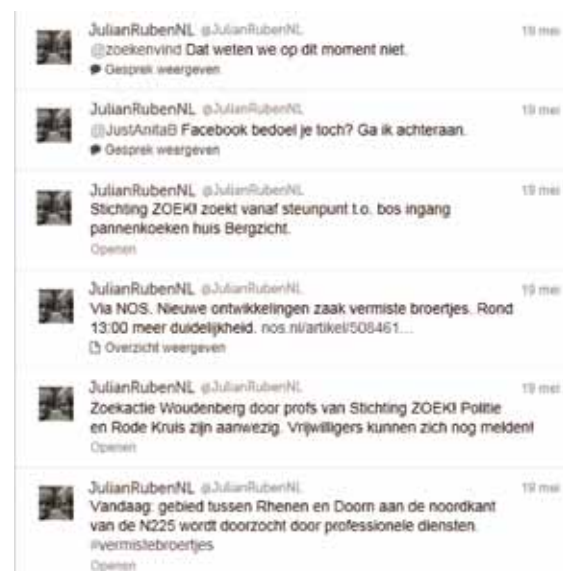 JulianRubenNL @JulianRubenNL 19 mei
@zoekenvind Dat weten we op dit moment niet.
Gesprek weergeven
JulianRubenNL @JulianRubenNL 19 mei
@JustAnitaB Facebook bedoel je toch? Ga ik achteraan.
Gesprek weergeven
JulianRubenNL @JulianRubenNL 19 mei
Stichting ZOEK! zoekt vanaf steunpunt t.o. bos ingang
pannenkoeken huis Bergzicht.
Openen
JulianRubenNL @JulianRubenNL 19 mei
Via NOS. Nieuwe ontwikkelingen zaak vermiste broertjes. Rond
13:00 meer duidelijkheid. nos.nl/artikel/508461...
Overzicht weergeven
JulianRubenNL @JulianRubenNL 19 mei
Zoekactie Woudenberg door profs van Stichting ZOEK! Politie
en Rode Kruis zijn aanwezig. Vrijwilligers kunnen zich nog melden!
Openen
JulianRubenNL @JulianRubenNL 19 mei
Vandaag: gebied tussen Rhenen en Doorn aan de noordkant
van de N225 wordt doorzocht door professionele diensten.
#vermistebroertjes
Openen